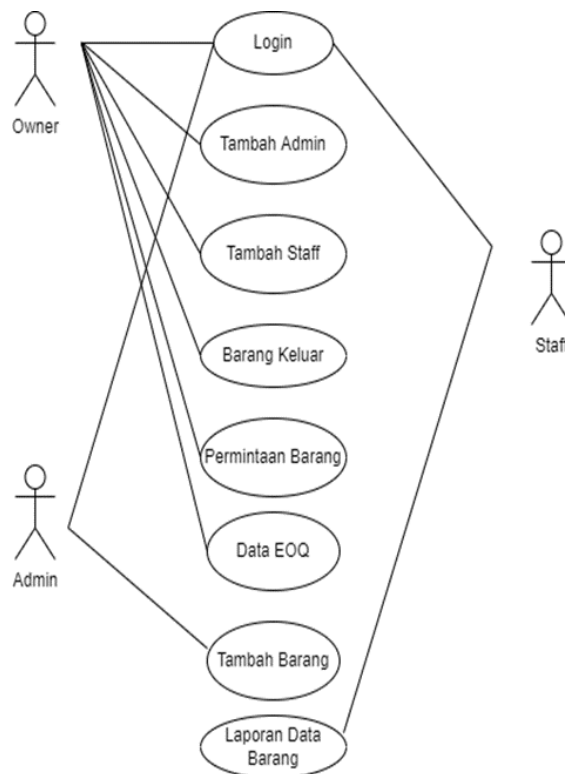 Login
Owner
Tambah Admin
Tambah Staff
Staff
Barang Keluar
Permintaan Barang
Data EOQ
Admin
Tambah Barang
Laporan Data
Barang